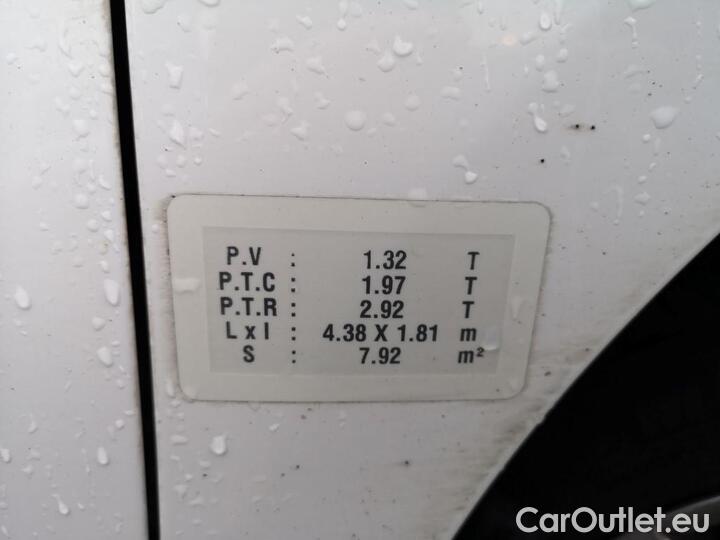 P.V : 1.32 T
P.T.C : 1.97 T
P.T.R : 2.92 T
L x l : 4.38 X 1.81 m
S : 7.92 m²
CarOutlet.eu